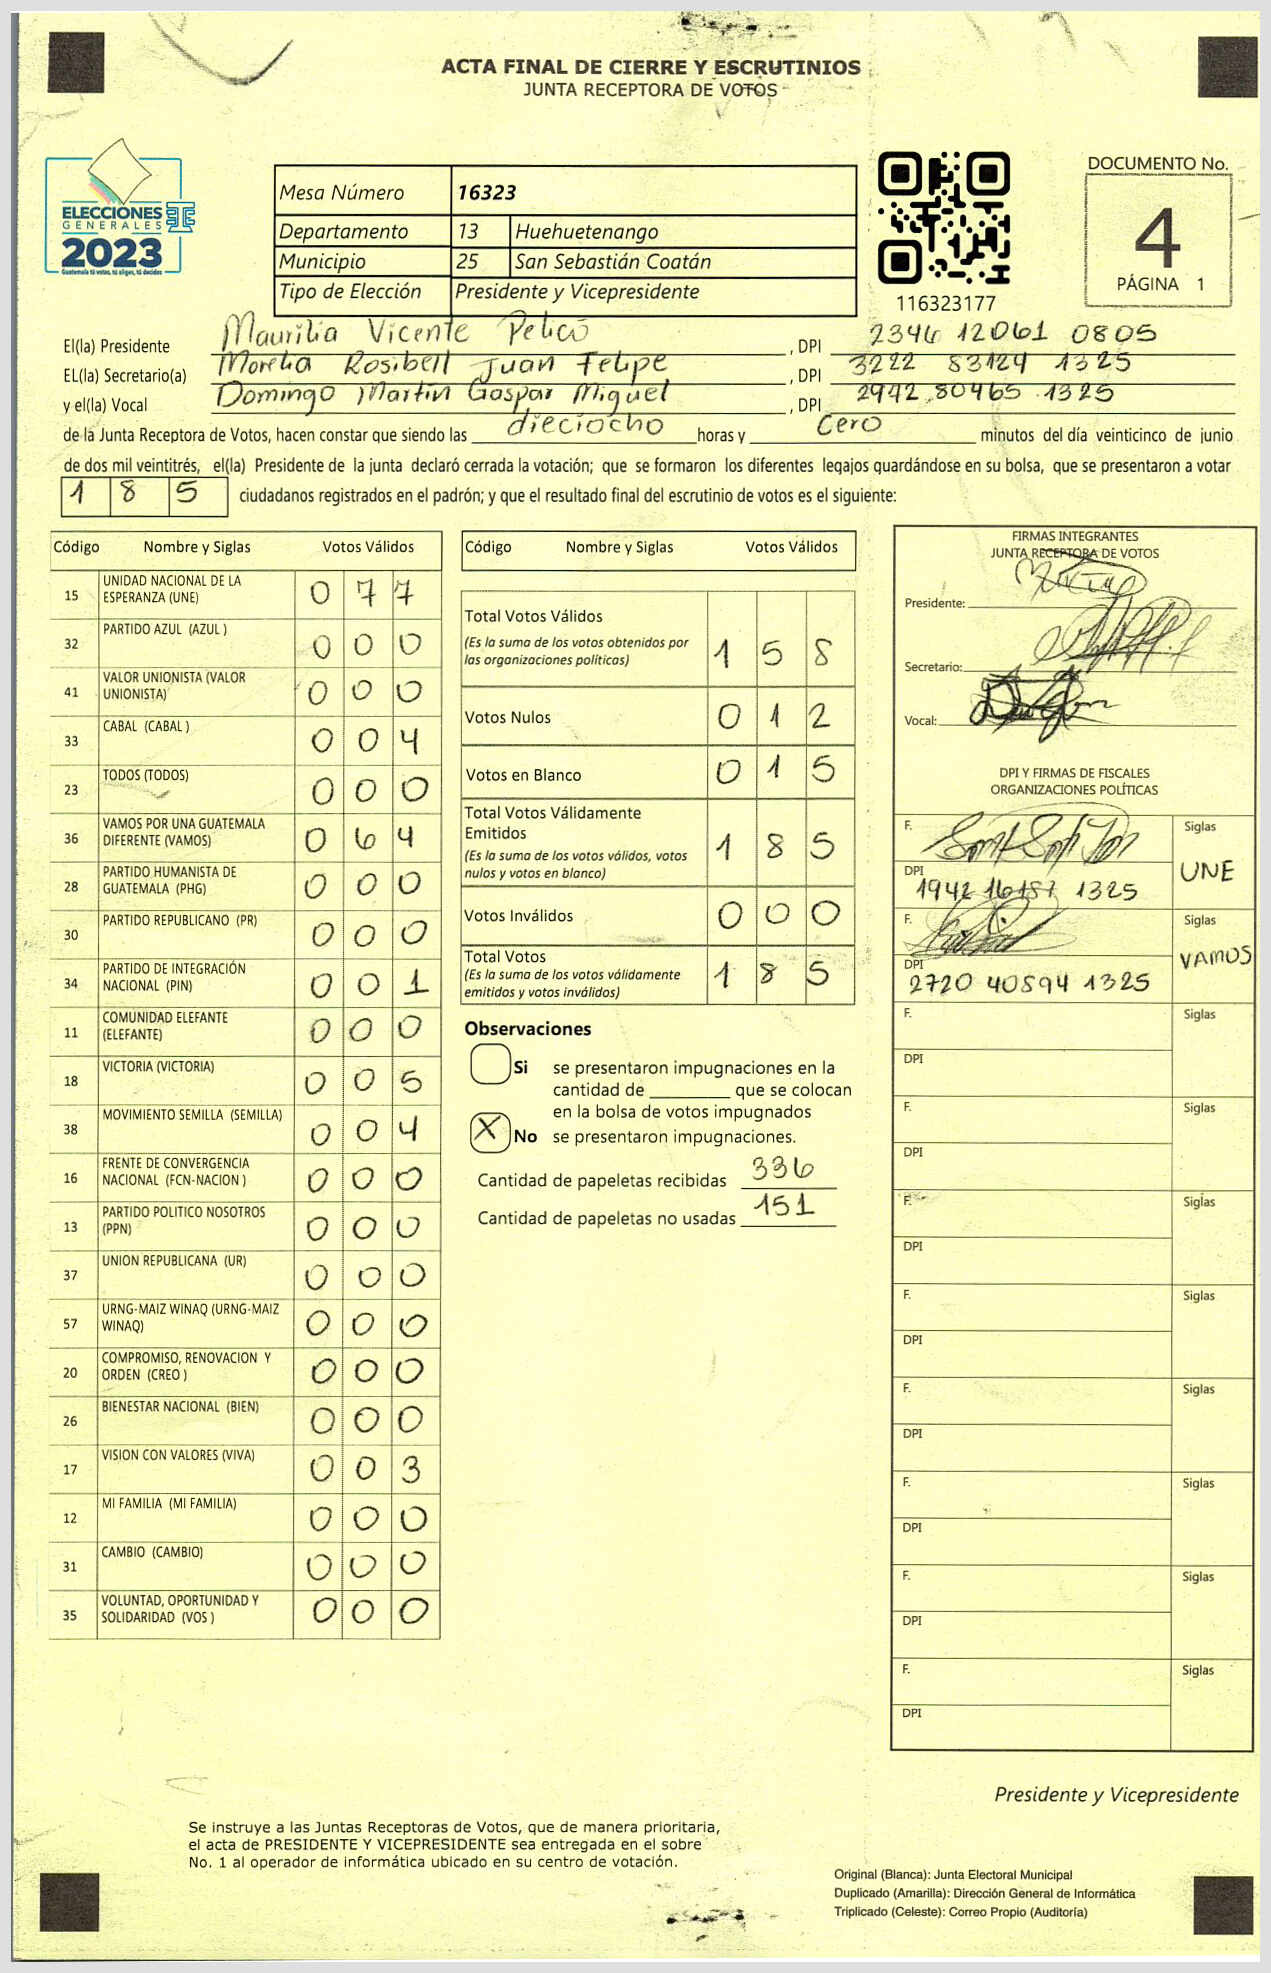 ACTA FINAL DE CIERRE Y ESCRUTINIOS
JUNTA RECEPTORA DE VOTOS
ELECCIONES
GENERALES
2023
Guatemala tú votas, tú eliges, tú decides
Mesa Número 16323
Departamento 13 Huehuetenango
Municipio 25 San Sebastián Coatán
Tipo de Elección Presidente y Vicepresidente
116323177
DOCUMENTO No.
4
PÁGINA 1
El(la) Presidente Maurilia Vicente Pelicó, DPI 2346 12061 0805
EL(la) Secretario(a) Morelia Rosibell Juan Felipe, DPI 3222 83124 1325
y el(la) Vocal Domingo Martín Gaspar Miguel, DPI 2942 80465 1325
de la Junta Receptora de Votos, hacen constar que siendo las dieciocho horas y cero minutos del día veinticinco de junio
de dos mil veintitrés, el(la) Presidente de la junta declaró cerrada la votación; que se formaron los diferentes legajos guardándose en su bolsa, que se presentaron a votar
1 8 5 ciudadanos registrados en el padrón; y que el resultado final del escrutinio de votos es el siguiente:
Código Nombre y Siglas Votos Válidos
15 UNIDAD NACIONAL DE LA ESPERANZA (UNE) 0 7 7
32 PARTIDO AZUL (AZUL ) 0 0 0
41 VALOR UNIONISTA (VALOR UNIONISTA) 0 0 0
33 CABAL (CABAL ) 0 0 4
23 TODOS (TODOS) 0 0 0
36 VAMOS POR UNA GUATEMALA DIFERENTE (VAMOS) 0 6 4
28 PARTIDO HUMANISTA DE GUATEMALA (PHG) 0 0 0
30 PARTIDO REPUBLICANO (PR) 0 0 0
34 PARTIDO DE INTEGRACIÓN NACIONAL (PIN) 0 0 1
11 COMUNIDAD ELEFANTE (ELEFANTE) 0 0 0
18 VICTORIA (VICTORIA) 0 0 5
38 MOVIMIENTO SEMILLA (SEMILLA) 0 0 4
16 FRENTE DE CONVERGENCIA NACIONAL (FCN-NACION ) 0 0 0
13 PARTIDO POLITICO NOSOTROS (PPN) 0 0 0
37 UNION REPUBLICANA (UR) 0 0 0
57 URNG-MAIZ WINAQ (URNG-MAIZ WINAQ) 0 0 0
20 COMPROMISO, RENOVACION Y ORDEN (CREO ) 0 0 0
26 BIENESTAR NACIONAL (BIEN) 0 0 0
17 VISION CON VALORES (VIVA) 0 0 3
12 MI FAMILIA (MI FAMILIA) 0 0 0
31 CAMBIO (CAMBIO) 0 0 0
35 VOLUNTAD, OPORTUNIDAD Y SOLIDARIDAD (VOS ) 0 0 0
Código Nombre y Siglas Votos Válidos
Total Votos Válidos 1 5 8
(Es la suma de los votos obtenidos por
las organizaciones políticas)
Votos Nulos 0 1 2
Votos en Blanco 0 1 5
Total Votos Válidamente
Emitidos 1 8 5
(Es la suma de los votos válidos, votos
nulos y votos en blanco)
Votos Inválidos 0 0 0
Total Votos 1 8 5
(Es la suma de los votos válidamente
emitidos y votos inválidos)
Observaciones
Si se presentaron impugnaciones en la
cantidad de ________ que se colocan
en la bolsa de votos impugnados
X No se presentaron impugnaciones.
Cantidad de papeletas recibidas 336
Cantidad de papeletas no usadas 151
FIRMAS INTEGRANTES
JUNTA RECEPTORA DE VOTOS
Presidente:
Secretario:
Vocal:
DPI Y FIRMAS DE FISCALES
ORGANIZACIONES POLÍTICAS
F. Siglas
DPI 1942 16187 1325 UNE
F. Siglas
DPI 2720 40894 1325 VAMOS
F. Siglas
DPI
F. Siglas
DPI
F. Siglas
DPI
F. Siglas
DPI
F. Siglas
DPI
F. Siglas
DPI
F. Siglas
DPI
F. Siglas
DPI
Presidente y Vicepresidente
Se instruye a las Juntas Receptoras de Votos, que de manera prioritaria,
el acta de PRESIDENTE Y VICEPRESIDENTE sea entregada en el sobre
No. 1 al operador de informática ubicado en su centro de votación.
Original (Blanca): Junta Electoral Municipal
Duplicado (Amarilla): Dirección General de Informática
Triplicado (Celeste): Correo Propio (Auditoría)